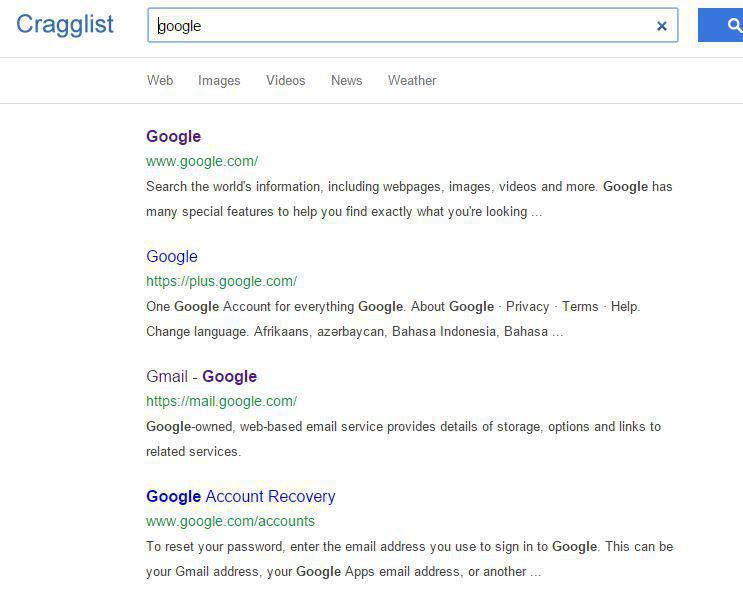 Cragglist
google
Web Images Videos News Weather
Google
www.google.com/
Search the world's information, including webpages, images, videos and more. Google has
many special features to help you find exactly what you're looking ...
Google
https://plus.google.com/
One Google Account for everything Google. About Google · Privacy · Terms · Help.
Change language. Afrikaans, azerbaycan, Bahasa Indonesia, Bahasa ...
Gmail - Google
https://mail.google.com/
Google-owned, web-based email service provides details of storage, options and links to
related services.
Google Account Recovery
www.google.com/accounts
To reset your password, enter the email address you use to sign in to Google. This can be
your Gmail address, your Google Apps email address, or another ...